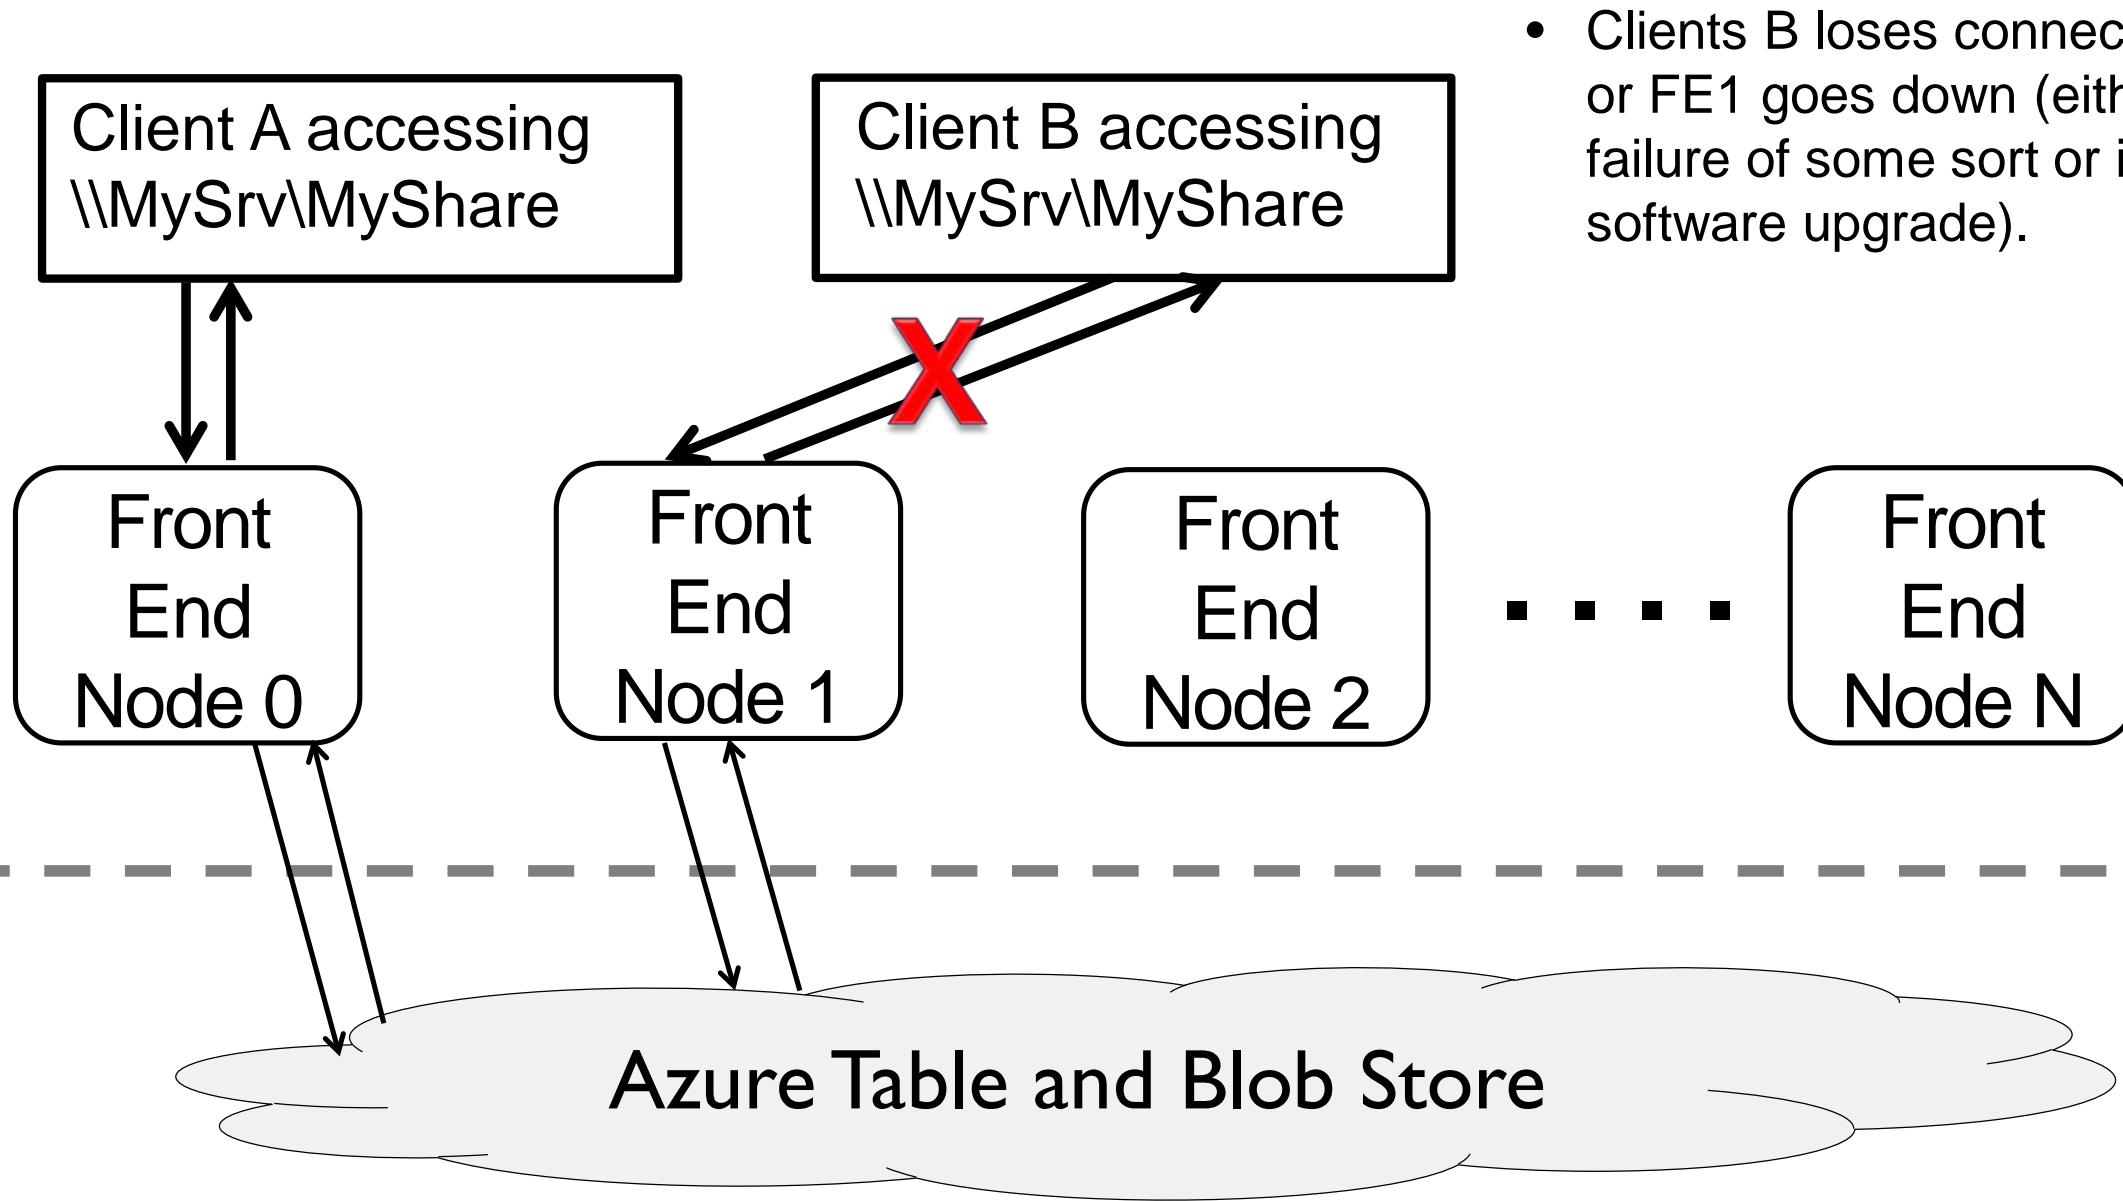 • Clients B loses connec
or FE1 goes down (eith
failure of some sort or i
software upgrade).
Client A accessing
\\MySrv\MyShare
Client B accessing
\\MySrv\MyShare
X
Front
End
Node 0
Front
End
Node 1
Front
End
Node 2
Front
End
Node N
Azure Table and Blob Store